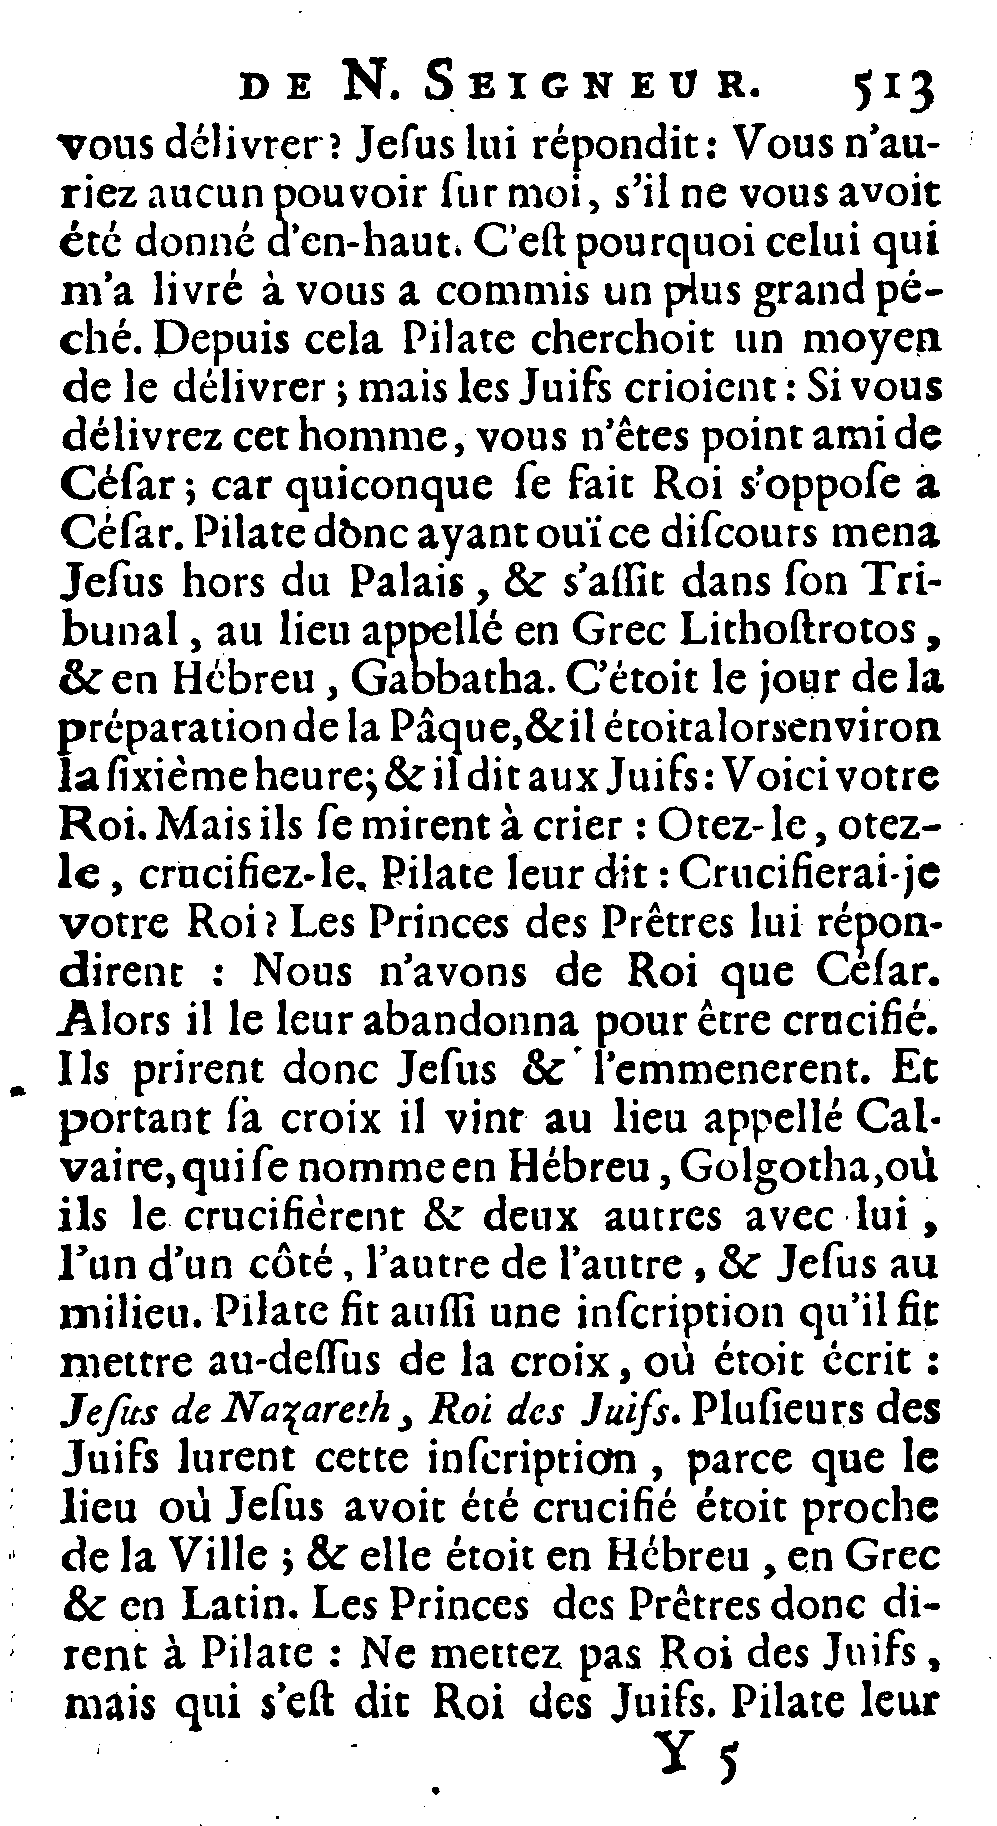 DE N. SEIGNEUR. 513
vous délivrer? Jeſus lui répondit: Vous n'au-
riez aucun pouvoir ſur moi, s'il ne vous avoit
été donné d'en-haut. C'eſt pourquoi celui qui
m'a livré à vous a commis un plus grand pé-
ché. Depuis cela Pilate cherchoit un moyen
de le délivrer; mais les Juifs crioient: Si vous
délivrez cet homme, vous n'êtes point ami de
Céſar; car quiconque ſe fait Roi s'oppoſe à
Céſar. Pilate donc ayant ouï ce diſcours mena
Jeſus hors du Palais, & s'aſſit dans ſon Tri-
bunal, au lieu appellé en Grec Lithoſtrotos,
& en Hébreu, Gabbatha. C'étoit le jour de la
préparation de la Pâque, & il étoit alors environ
la ſixième heure; & il dit aux Juifs: Voici votre
Roi. Mais ils ſe mirent à crier: Otez-le, otez-
le, crucifiez-le. Pilate leur dit: Crucifierai-je
votre Roi? Les Princes des Prêtres lui répon-
dirent : Nous n'avons de Roi que Céſar.
Alors il le leur abandonna pour être crucifié.
Ils prirent donc Jeſus & l'emmenerent. Et
portant ſa croix il vint au lieu appellé Cal-
vaire, qui ſe nomme en Hébreu, Golgotha, où
ils le crucifièrent & deux autres avec lui,
l'un d'un côté, l'autre de l'autre, & Jeſus au
milieu. Pilate fit auſſi une inſcription qu'il fit
mettre au-deſſus de la croix, où étoit écrit :
Jeſus de Nazareth, Roi des Juifs. Pluſieurs des
Juifs lurent cette inſcription, parce que le
lieu où Jeſus avoit été crucifié étoit proche
de la Ville; & elle étoit en Hébreu, en Grec
& en Latin. Les Princes des Prêtres donc di-
rent à Pilate : Ne mettez pas Roi des Juifs,
mais qui s'eſt dit Roi des Juifs. Pilate leur
Y 5